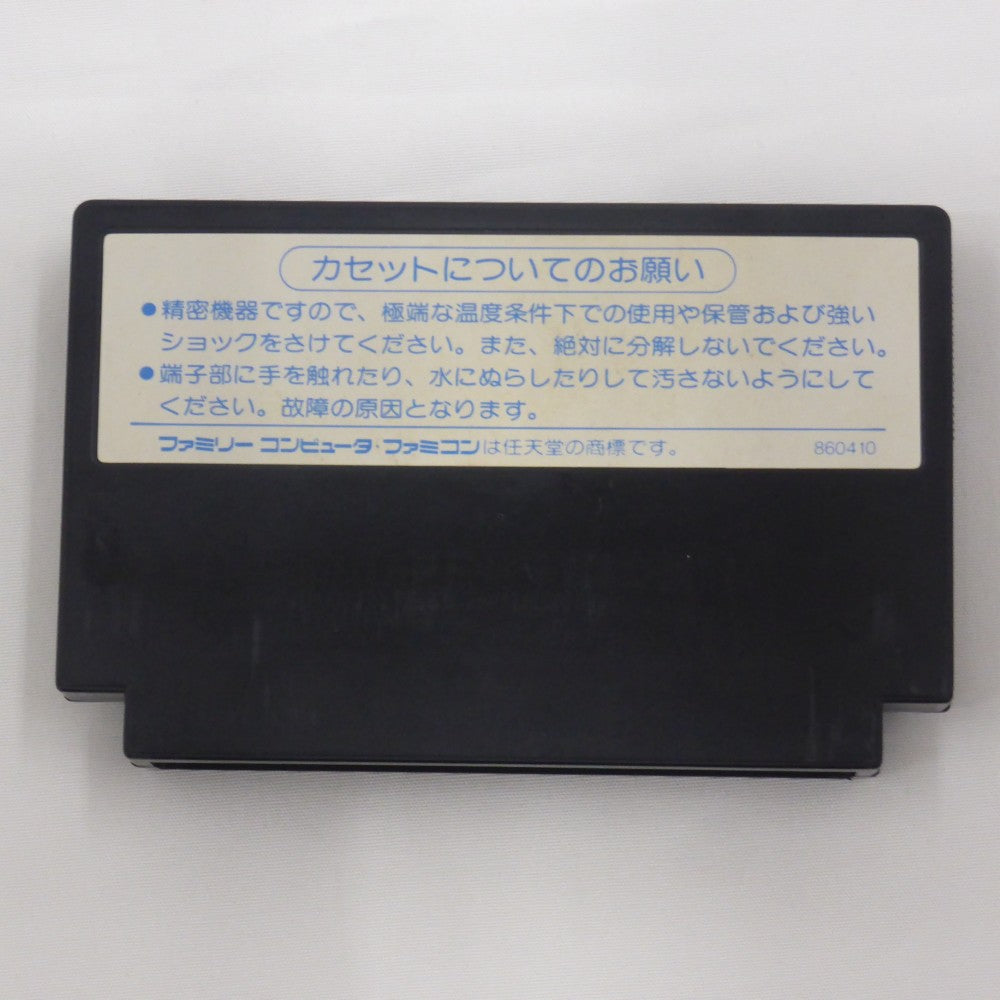 カセットについてのお願い
●精密機器ですので、極端な温度条件下での使用や保管および強い
ショックをさけてください。また、絶対に分解しないでください。
●端子部に手を触れたり、水にぬらしたりして汚さないようにして
ください。故障の原因となります。
ファミリー コンピュータ・ファミコンは任天堂の商標です。 860410